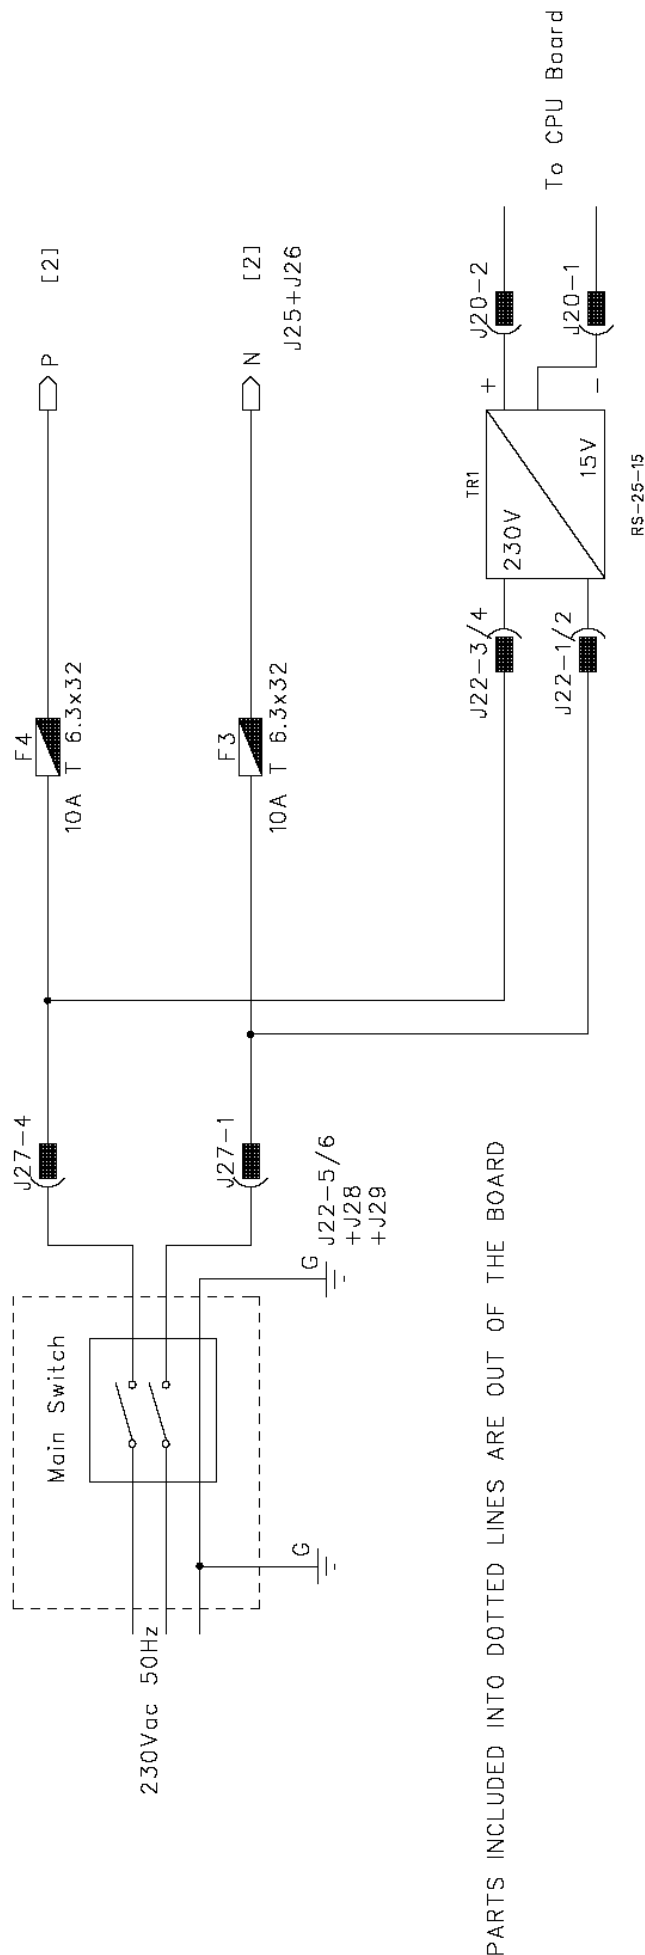 230Vac 50Hz
Main Switch
G
G
J22-5/6
+J28
+J29
J27-4
J27-1
F4
10A T 6.3x32
F3
10A T 6.3x32
P
[2]
N
[2]
J25+J26
J22-3/4
J22-1/2
TR1
230V
15V
RS-25-15
+
-
J20-2
J20-1
To CPU Board
PARTS INCLUDED INTO DOTTED LINES ARE OUT OF THE BOARD